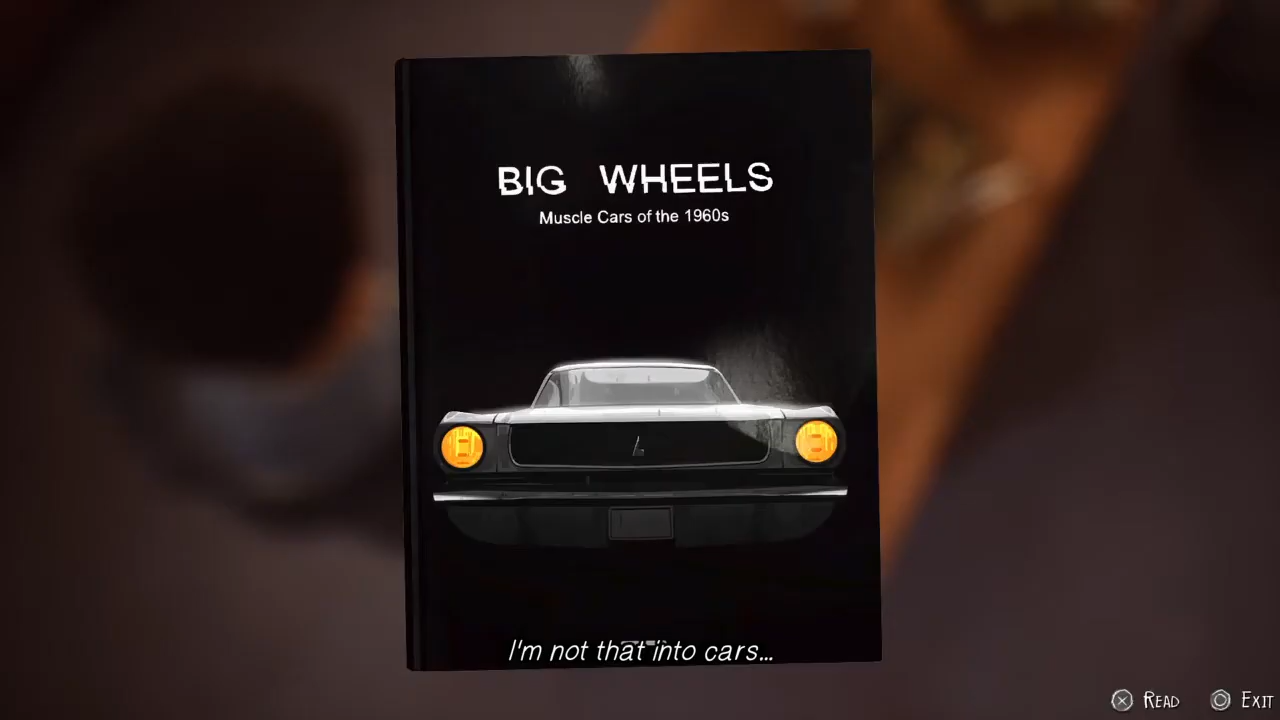 BIG WHEELS
Muscle Cars of the 1960s
I'm not that into cars...
READ EXIT